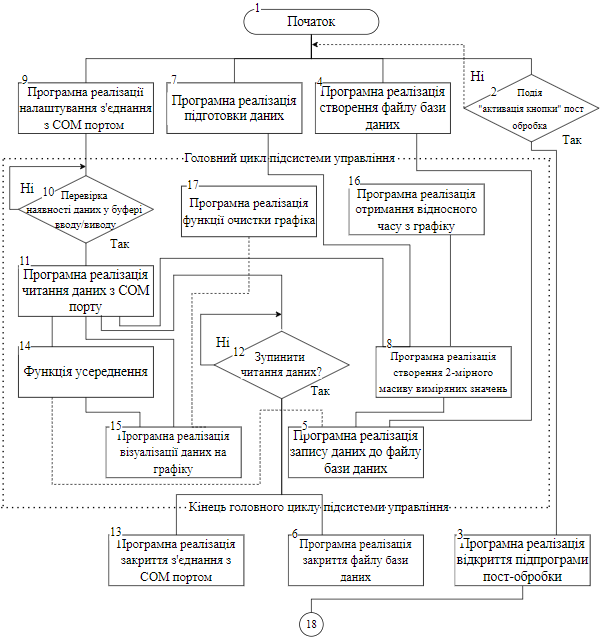 1
Початок
9
Програмна реалізації
налаштування з'єднання
з COM портом
7
Програмна реалізація
підготовки даних
4
Програмна реалізація
створення файлу бази
даних
Ні
2
Подія
"активація кнопки" пост
обробка
Так
Головний цикл підсистеми управління
Ні
10
Перевірка
наявності даних у буфері
вводу/виводу
Так
17
Програмна реалізація
функції очистки графіка
16
Програмна реалізація
отримання відносного
часу з графіку
11
Програмна реалізація
читання даних з COM
порту
14
Функція усереднення
Ні
12
Зупинити
читання даних?
Так
8
Програмна реалізація
створення 2-мірного
масиву виміряних значень
15
Програмна реалізація
візуалізації даних на
графіку
5
Програмна реалізація
запису даних до файлу
бази даних
Кінець головного циклу підсистеми управління
13
Програмна реалізація
закриття з'єднання з
COM портом
6
Програмна реалізація
закриття файлу бази
даних
3
Програмна реалізація
відкриття підпрограми
пост-обробки
18